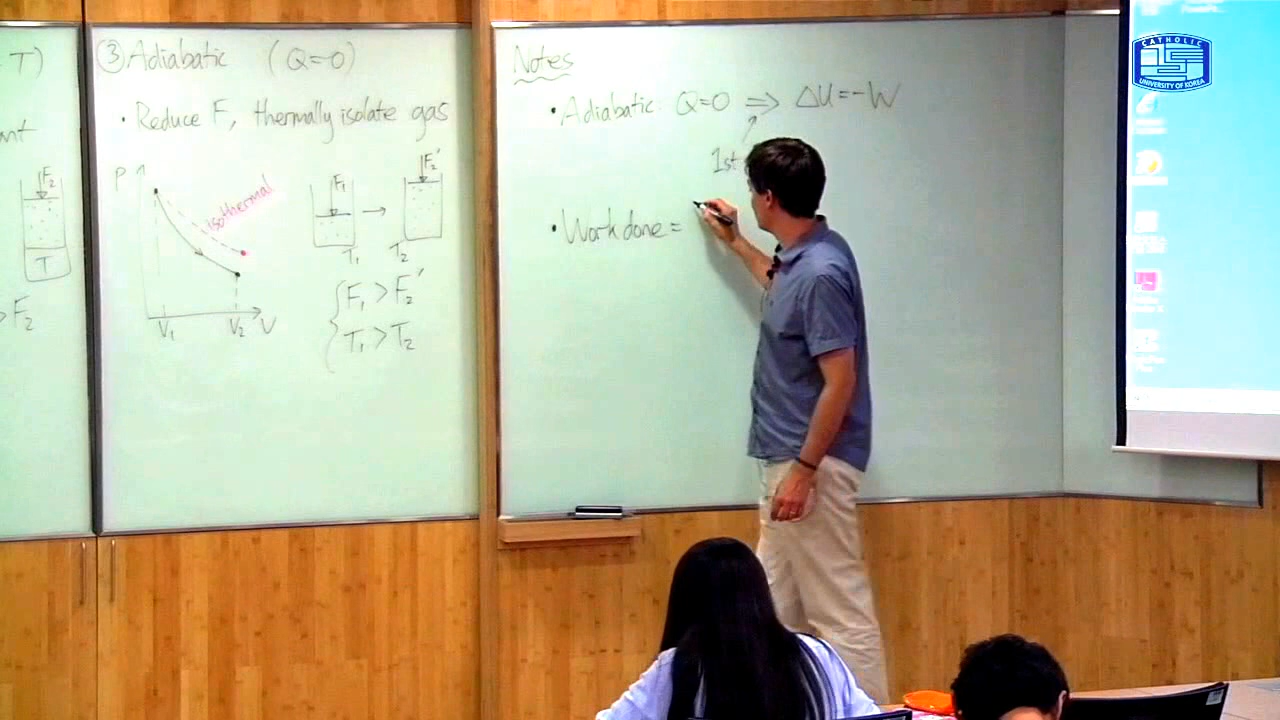 T)
F₂
T
F₂
③ Adiabatic (Q=0)
• Reduce F, thermally isolate gas
P
isothermal
V₁
V₂
V
F₁
→
F₂'
T₁
T₂
F₁ > F₂'
T₁ > T₂
Notes
• Adiabatic: Q=0 ⇒ ΔU=-W
1st
• Work done =
CATHOLIC
UNIVERSITY OF KOREA